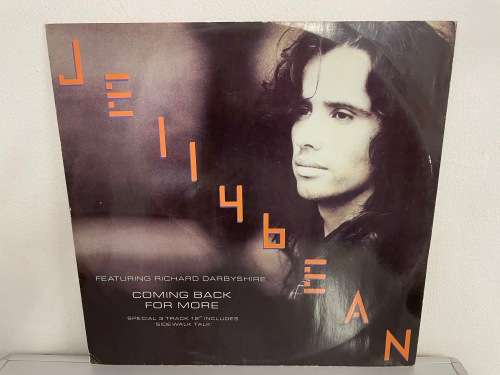 JELLYBEAN
FEATURING RICHARD DARBYSHIRE
COMING BACK
FOR MORE
SPECIAL 3 TRACK 12" INCLUDES
'SIDEWALK TALK'